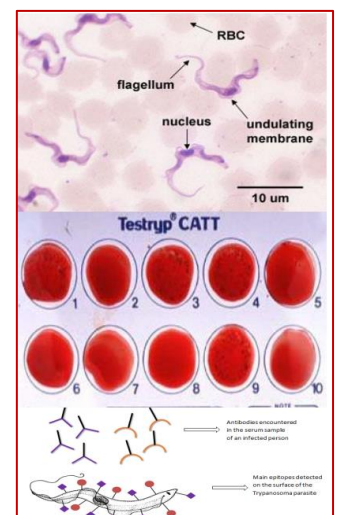 RBC
flagellum
nucleus
undulating
membrane
10 um
Testryp® CATT
1 2 3 4 5
6 7 8 9 10
NOTE
Antibodies encountered
in the serum sample
of an infected person
Main epitopes detected
on the surface of the
Trypanosoma parasite